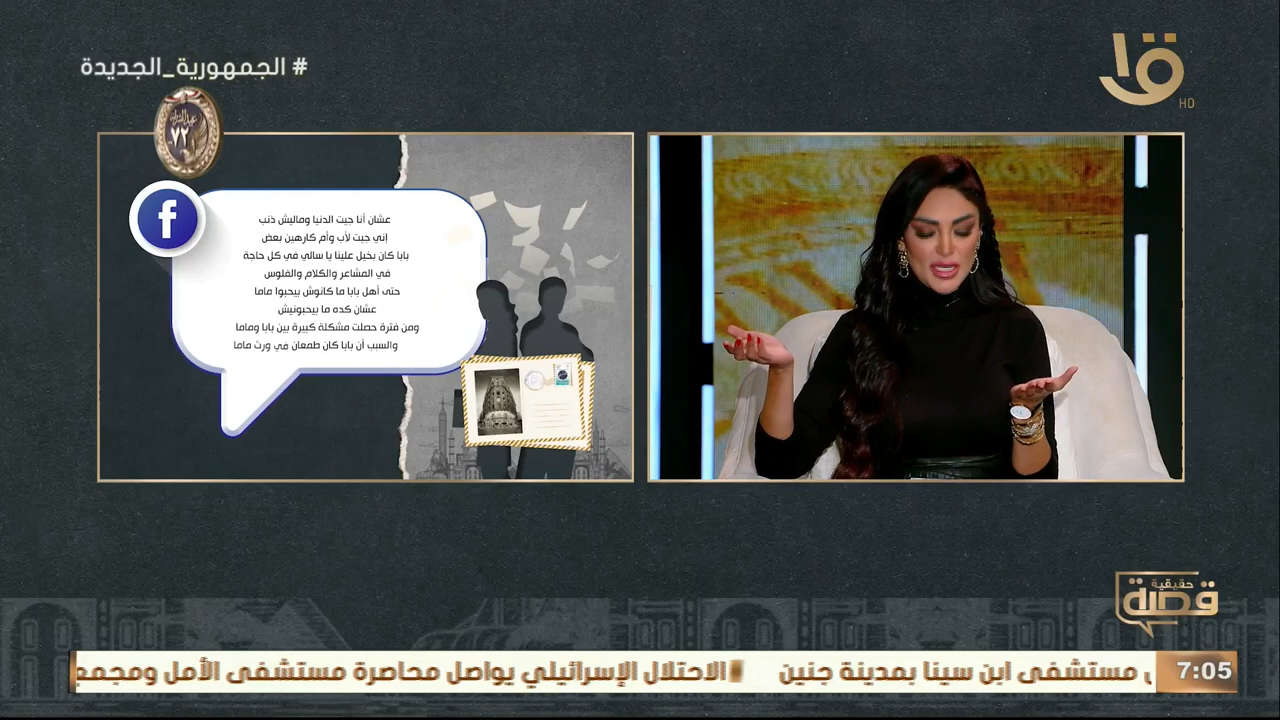 # الجمهورية_الجديدة
HD
٧٢
f
عشان أنا جيت الدنيا وماليش ذنب
إني جيت لأب وأم كارهين بعض
بابا كان بخيل علينا يا سالي في كل حاجة
في المشاعر والكلام والفلوس
حتى أهل بابا ما كانوش بيحبوا ماما
عشان كده ما بيحبونيش
ومن فترة حصلت مشكلة كبيرة بين بابا وماما
والسبب أن بابا كان طمعان في ورث ماما
قصة حقيقية
مستشفى ابن سينا بمدينة جنين
الاحتلال الإسرائيلي يواصل محاصرة مستشفى الأمل ومجمع
7:05